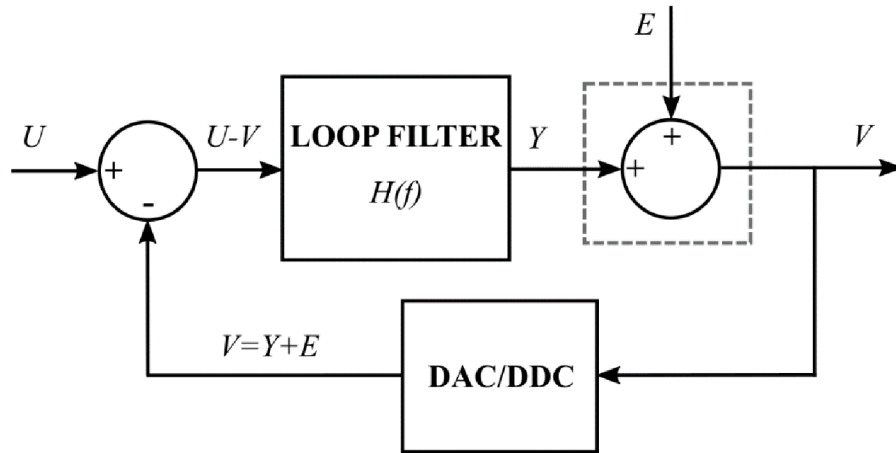 E
U
+
-
U-V
LOOP FILTER
H(f)
Y
+
+
V
V=Y+E
DAC/DDC